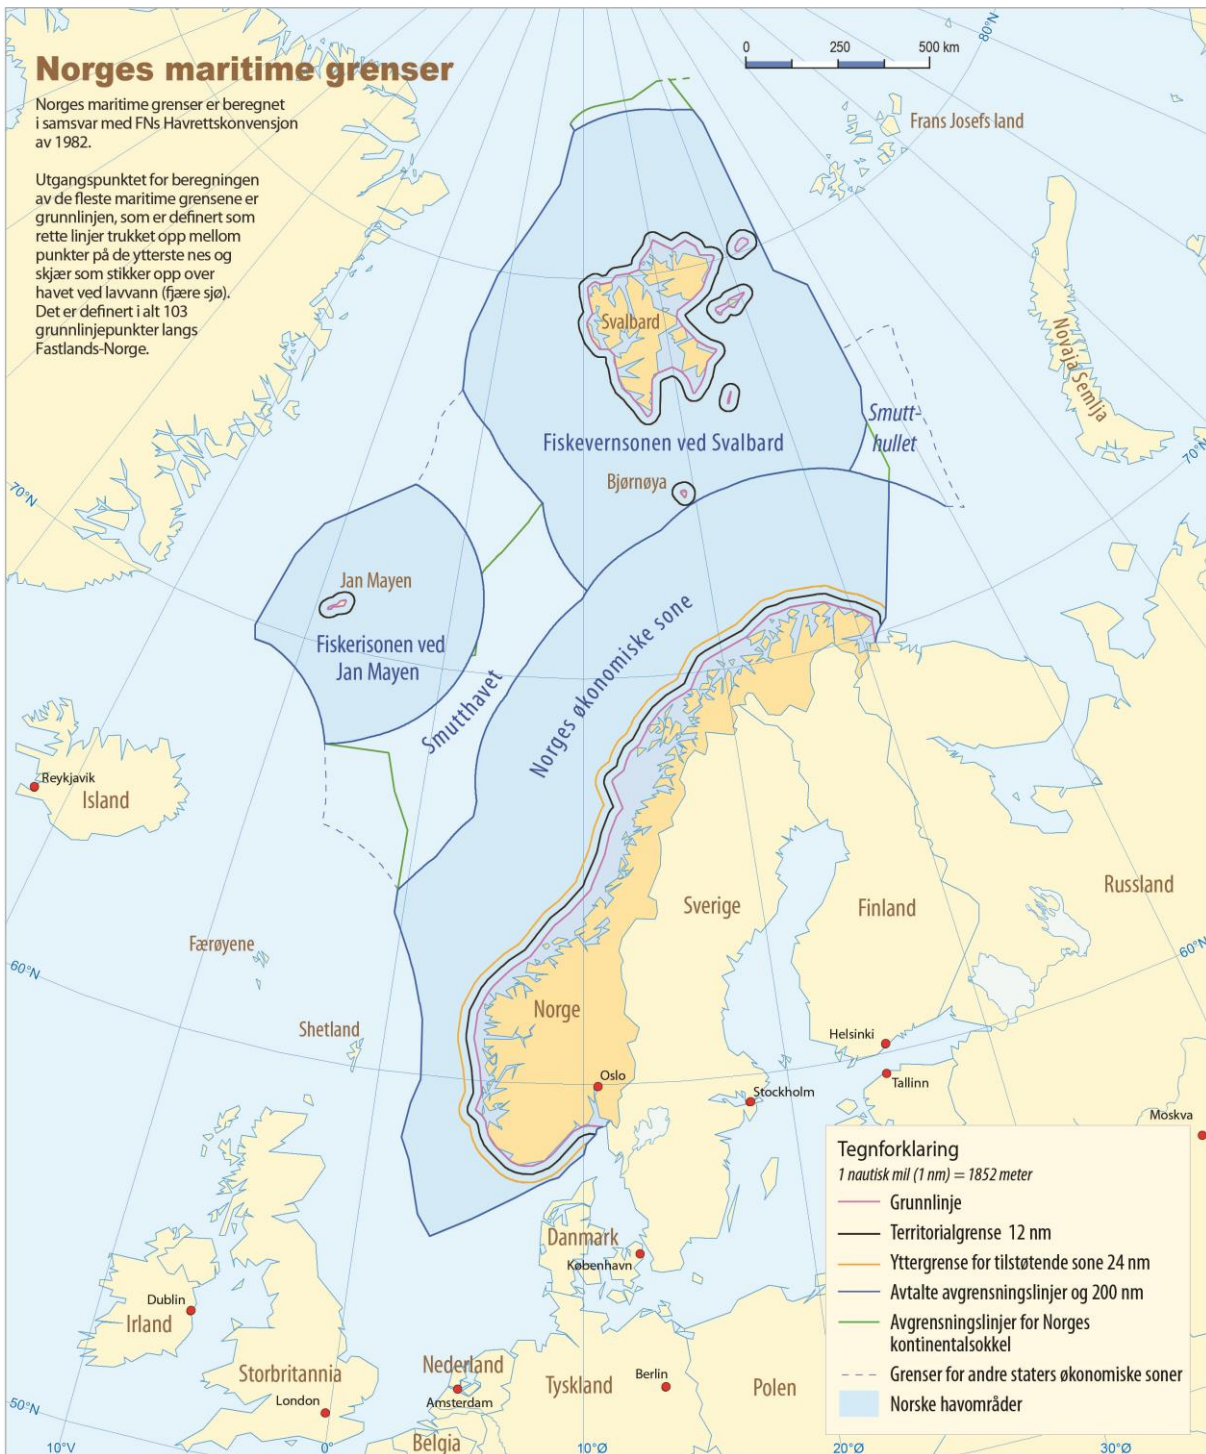 Norges maritime grenser
Norges maritime grenser er beregnet
i samsvar med FNs Havrettskonvensjon
av 1982.
Utgangspunktet for beregningen
av de fleste maritime grensene er
grunnlinjen, som er definert som
rette linjer trukket opp mellom
punkter på de ytterste nes og
skjær som stikker opp over
havet ved lavvann (fjære sjø).
Det er definert i alt 103
grunnlinjepunkter langs
Fastlands-Norge.
0 250 500 km
80°N
Frans Josefs land
Novaja Semlja
Svalbard
Smutt-
hullet
Fiskevernsonen ved Svalbard
Bjørnøya
70°N
70°N
Jan Mayen
Fiskerisonen ved
Jan Mayen
Smutthavet
Norges økonomiske sone
Reykjavik
Island
Færøyene
Shetland
60°N
60°N
Norge
Sverige
Finland
Russland
Oslo
Stockholm
Helsinki
Tallinn
Moskva
Danmark
København
Dublin
Irland
Storbritannia
London
Nederland
Amsterdam
Belgia
Tyskland
Berlin
Polen
50°N
10°V
0°
10°Ø
20°Ø
30°Ø
Tegnforklaring
1 nautisk mil (1 nm) = 1852 meter
Grunnlinje
Territorialgrense 12 nm
Yttergrense for tilstøtende sone 24 nm
Avtalte avgrensningslinjer og 200 nm
Avgrensningslinjer for Norges
kontinentalsokkel
Grenser for andre staters økonomiske soner
Norske havområder